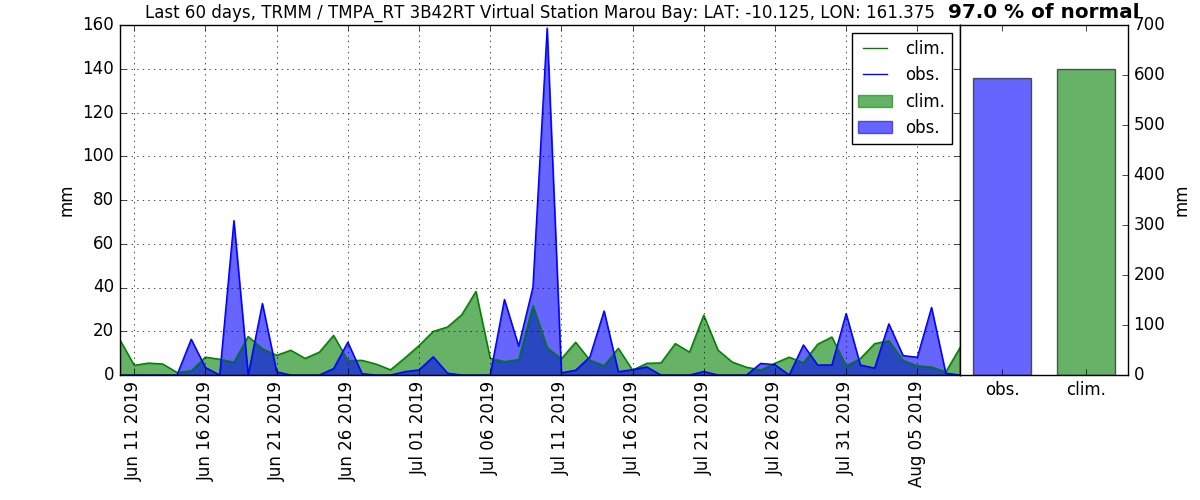 Last 60 days, TRMM / TMPA_RT 3B42RT Virtual Station Marou Bay: LAT: -10.125, LON: 161.375
97.0 % of normal
160
140
120
100
80
60
40
20
0
mm
clim.
obs.
clim.
obs.
Jun 11 2019
Jun 16 2019
Jun 21 2019
Jun 26 2019
Jul 01 2019
Jul 06 2019
Jul 11 2019
Jul 16 2019
Jul 21 2019
Jul 26 2019
Jul 31 2019
Aug 05 2019
700
600
500
400
300
200
100
0
mm
obs.
clim.